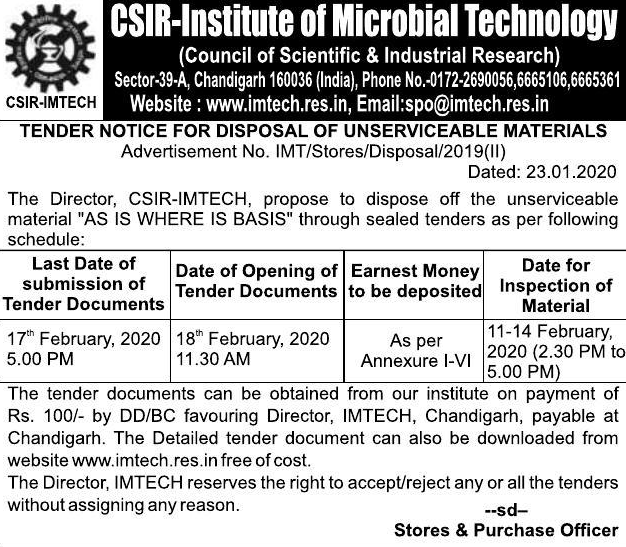 CSIR-Institute of Microbial Technology
(Council of Scientific & Industrial Research)
Sector-39-A, Chandigarh 160036 (India), Phone No.-0172-2690056,6665106,6665361
Website : www.imtech.res.in, Email:spo@imtech.res.in
CSIR-IMTECH
TENDER NOTICE FOR DISPOSAL OF UNSERVICEABLE MATERIALS
Advertisement No. IMT/Stores/Disposal/2019(II)
Dated: 23.01.2020
The Director, CSIR-IMTECH, propose to dispose off the unserviceable
material "AS IS WHERE IS BASIS" through sealed tenders as per following
schedule:
Last Date of
submission of
Tender Documents
Date of Opening of
Tender Documents
Earnest Money
to be deposited
Date for
Inspection of
Material
17th February, 2020
5.00 PM
18th February, 2020
11.30 AM
As per
Annexure I-VI
11-14 February,
2020 (2.30 PM to
5.00 PM)
The tender documents can be obtained from our institute on payment of
Rs. 100/- by DD/BC favouring Director, IMTECH, Chandigarh, payable at
Chandigarh. The Detailed tender document can also be downloaded from
website www.imtech.res.in free of cost.
The Director, IMTECH reserves the right to accept/reject any or all the tenders
without assigning any reason.
--sd–
Stores & Purchase Officer